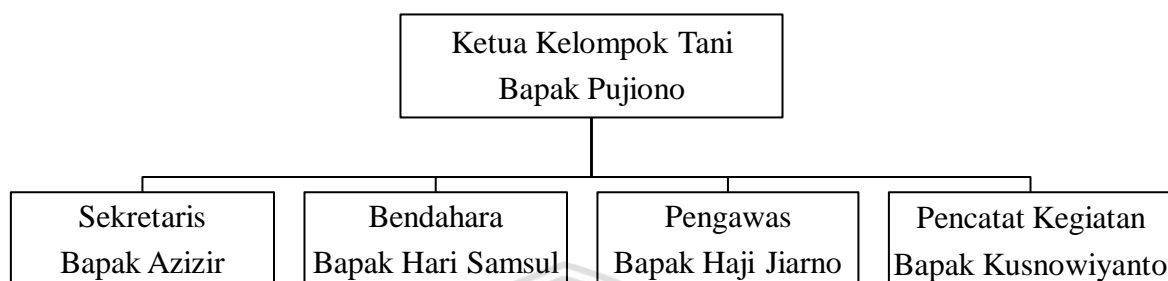 Ketua Kelompok Tani
Bapak Pujiono
Sekretaris
Bapak Azizir
Bendahara
Bapak Hari Samsul
Pengawas
Bapak Haji Jiarno
Pencatat Kegiatan
Bapak Kusnowiyanto